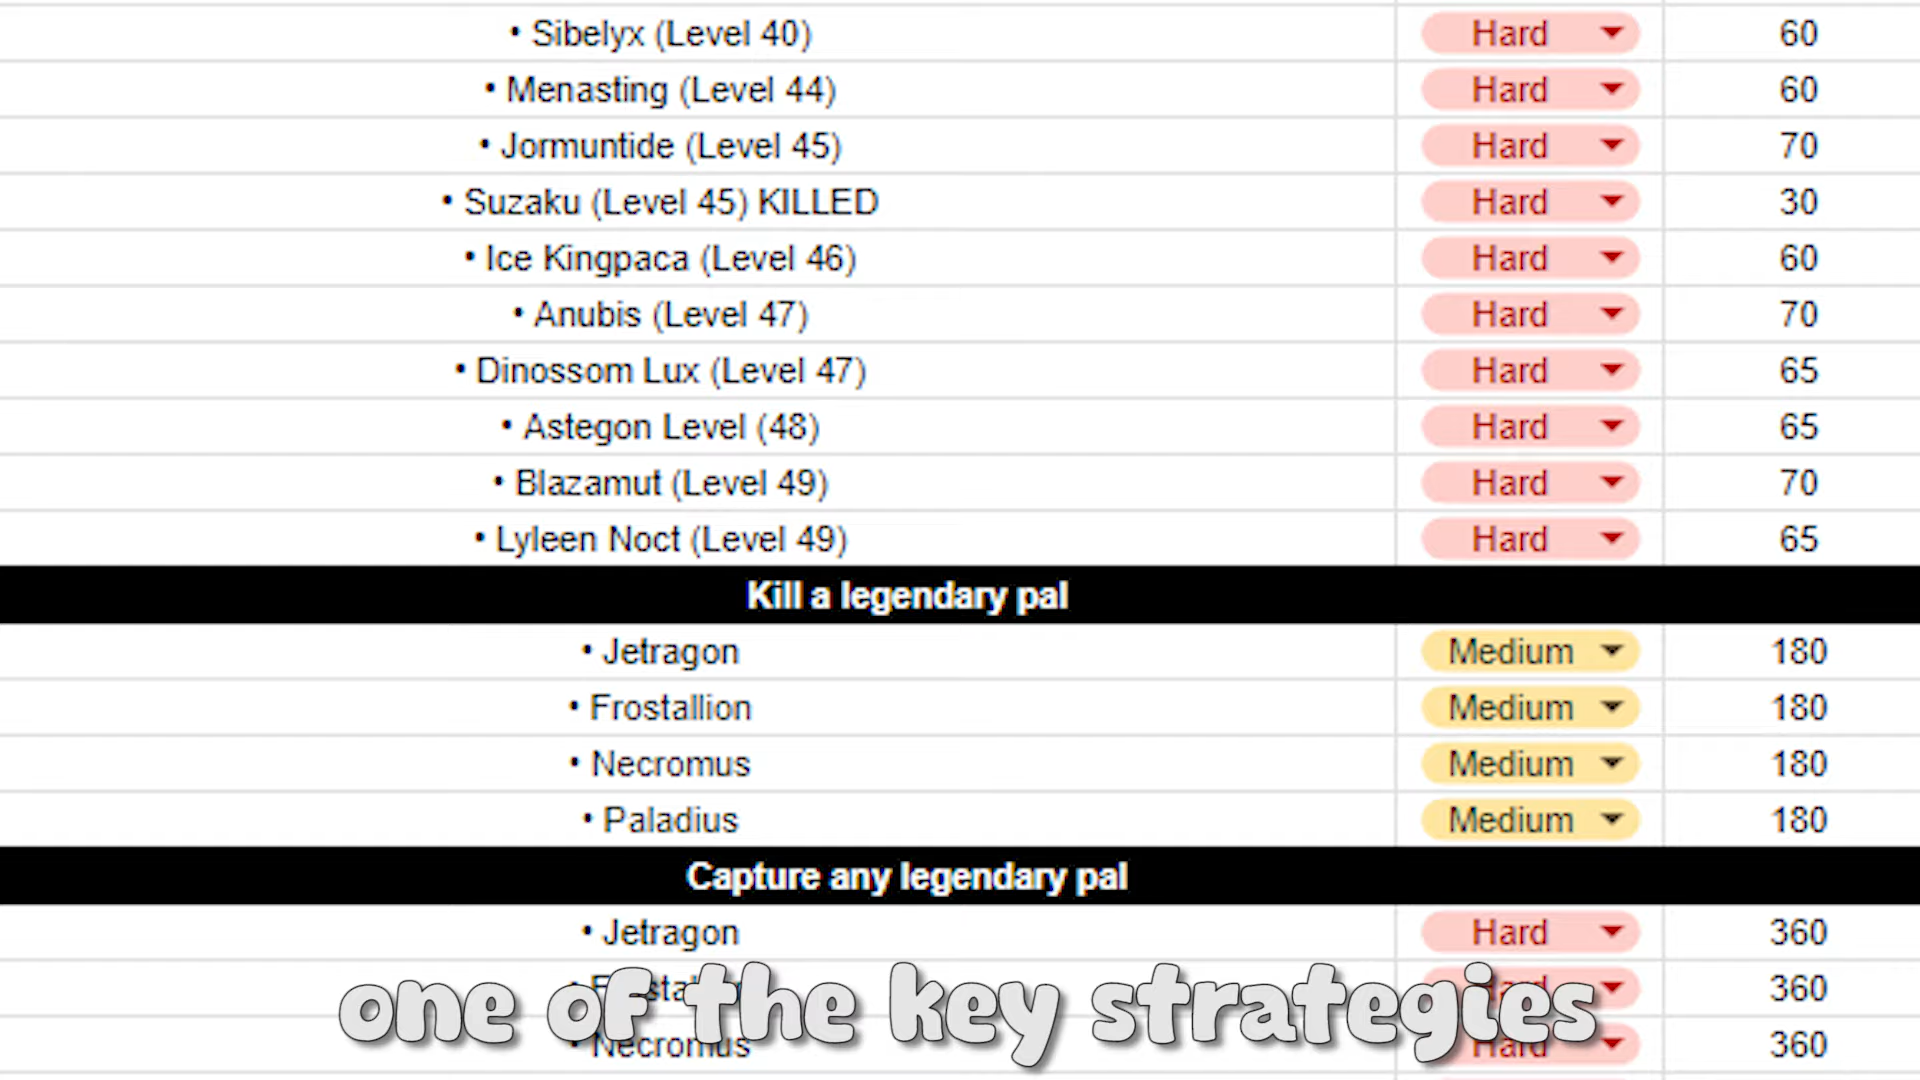 • Sibelyx (Level 40) Hard 60
• Menasting (Level 44) Hard 60
• Jormuntide (Level 45) Hard 70
• Suzaku (Level 45) KILLED Hard 30
• Ice Kingpaca (Level 46) Hard 60
• Anubis (Level 47) Hard 70
• Dinossom Lux (Level 47) Hard 65
• Astegon Level (48) Hard 65
• Blazamut (Level 49) Hard 70
• Lyleen Noct (Level 49) Hard 65
Kill a legendary pal
• Jetragon Medium 180
• Frostallion Medium 180
• Necromus Medium 180
• Paladius Medium 180
Capture any legendary pal
• Jetragon Hard 360
360
one of the key strategies
• Necromus Hard 360